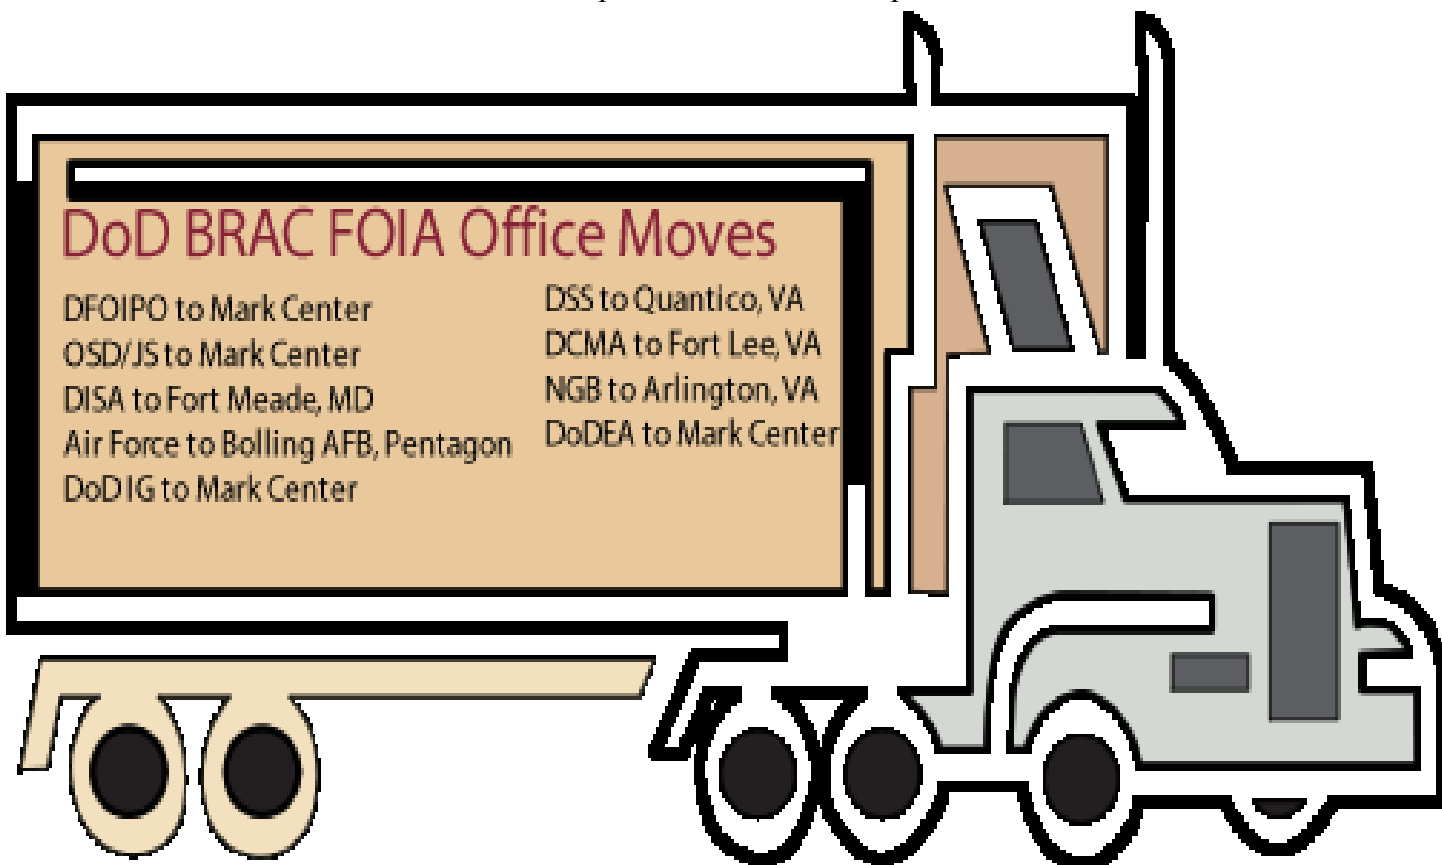 DoD BRAC FOIA Office Moves
DFOIPO to Mark Center
OSD/JS to Mark Center
DISA to Fort Meade, MD
Air Force to Bolling AFB, Pentagon
DoD IG to Mark Center
DSS to Quantico, VA
DCMA to Fort Lee, VA
NGB to Arlington, VA
DoDEA to Mark Center